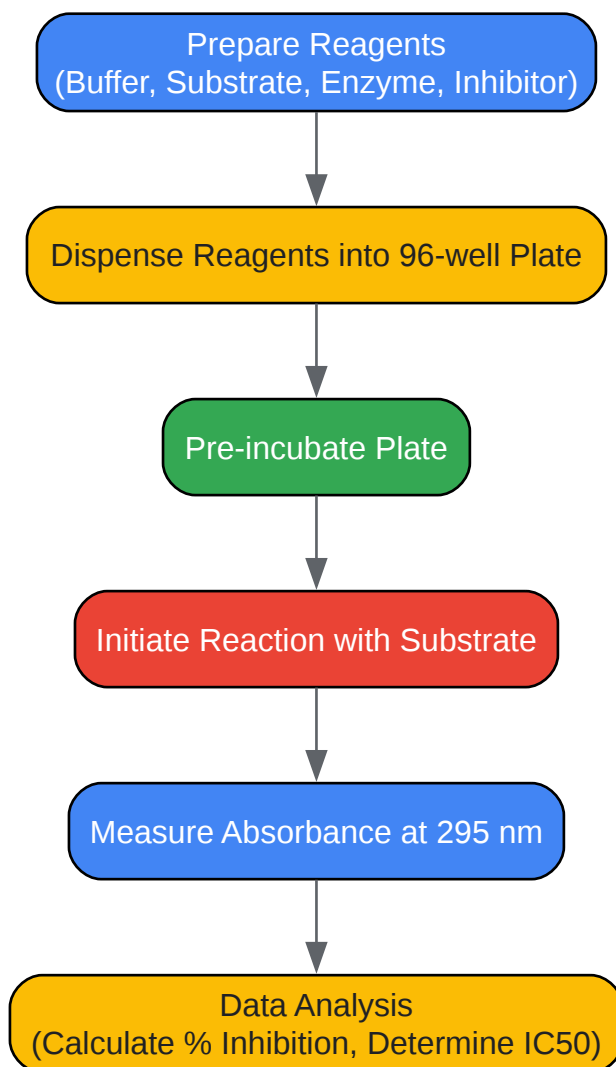 Prepare Reagents
(Buffer, Substrate, Enzyme, Inhibitor)
Dispense Reagents into 96-well Plate
Pre-incubate Plate
Initiate Reaction with Substrate
Measure Absorbance at 295 nm
Data Analysis
(Calculate % Inhibition, Determine IC50)